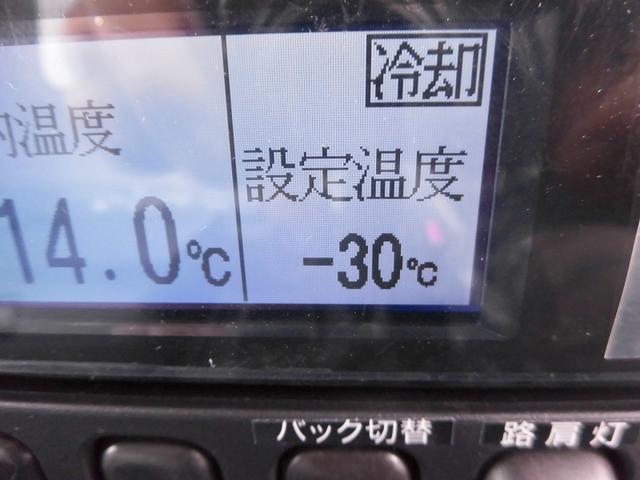 冷却
内温度
設定温度
14.0℃
-30℃
バック切替
路肩灯